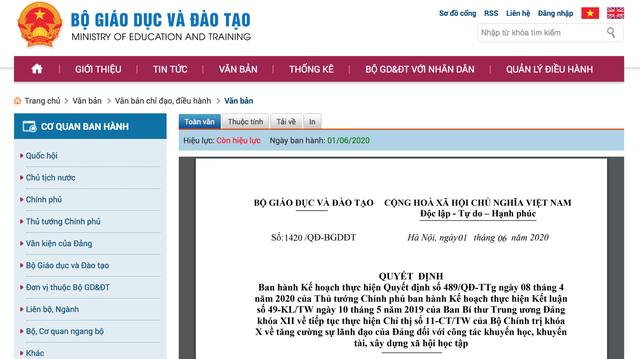 BỘ GIÁO DỤC VÀ ĐÀO TẠO
MINISTRY OF EDUCATION AND TRAINING
Sơ đồ cổng RSS Liên hệ Đăng nhập
Nhập từ khóa tìm kiếm
GIỚI THIỆU TIN TỨC VĂN BẢN THỐNG KÊ BỘ GD&ĐT VỚI NHÂN DÂN QUẢN LÝ ĐIỀU HÀNH
Trang chủ > Văn bản > Văn bản chỉ đạo, điều hành > Văn bản
CƠ QUAN BAN HÀNH
Quốc hội
Chủ tịch nước
Chính phủ
Thủ tướng Chính phủ
Văn kiện của Đảng
Bộ Giáo dục và Đào tạo
Đơn vị thuộc Bộ GD&ĐT
Liên bộ, Ngành
Bộ, Cơ quan ngang bộ
Khác
Toàn văn Thuộc tính Tải về In
Hiệu lực: Còn hiệu lực Ngày ban hành: 01/06/2020
BỘ GIÁO DỤC VÀ ĐÀO TẠO CỘNG HOÀ XÃ HỘI CHỦ NGHĨA VIỆT NAM
Độc lập - Tự do – Hạnh phúc
Số: 1420 /QĐ-BGDĐT Hà Nội, ngày 01 tháng 06 năm 2020
QUYẾT ĐỊNH
Ban hành Kế hoạch thực hiện Quyết định số 489/QĐ-TTg ngày 08 tháng 4
năm 2020 của Thủ tướng Chính phủ ban hành Kế hoạch thực hiện Kết luận
số 49-KL/TW ngày 10 tháng 5 năm 2019 của Ban Bí thư Trung ương Đảng
khóa XII về tiếp tục thực hiện Chỉ thị số 11-CT/TW của Bộ Chính trị khóa
X về tăng cường sự lãnh đạo của Đảng đối với công tác khuyến học, khuyến
tài, xây dựng xã hội học tập